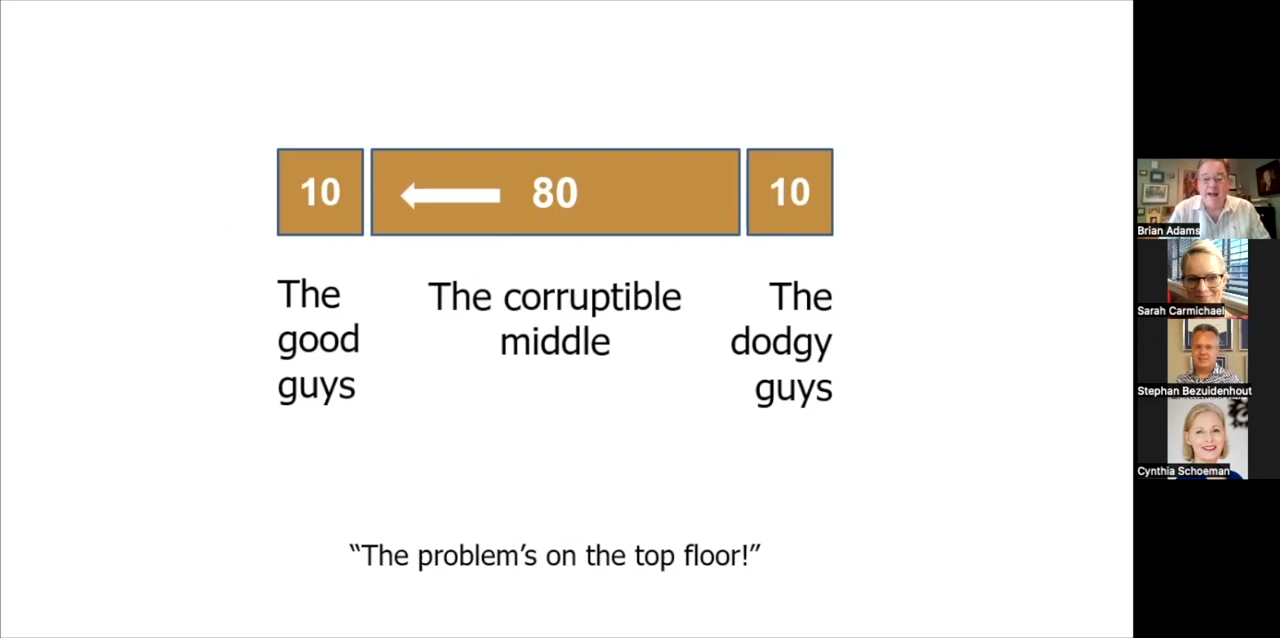 10
80
10
The
good
guys
The corruptible
middle
The
dodgy
guys
“The problem’s on the top floor!”
Brian Adams
Sarah Carmichael
Stephan Bezuidenhout
Cynthia Schoeman